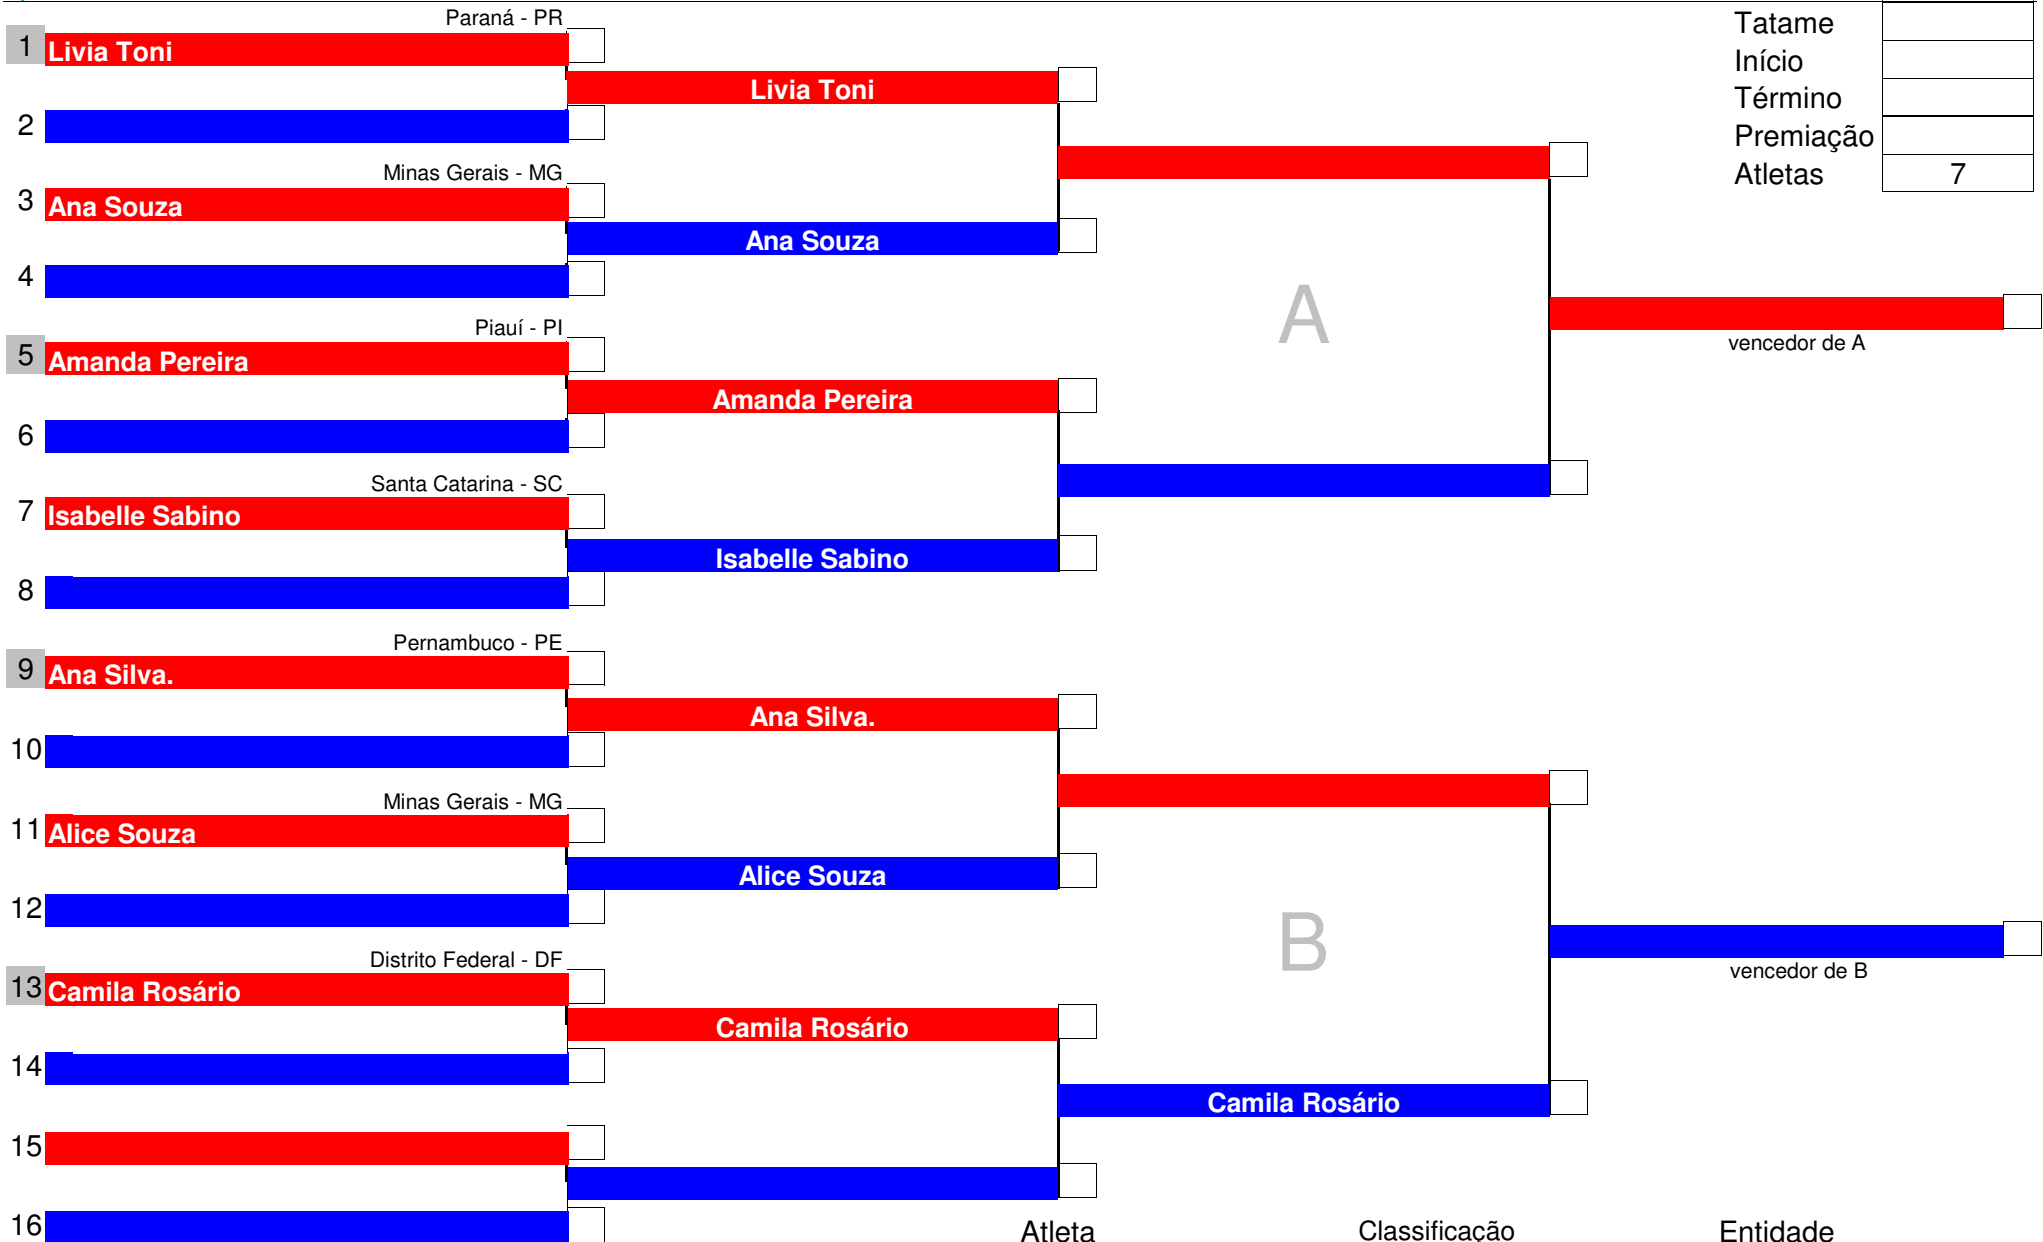 Paraná - PR
Tatame
1 Livia Toni
Início
Livia Toni
Término
2
Premiação
Minas Gerais - MG
Atletas 7
3 Ana Souza
Ana Souza
4
A
Piauí - PI
vencedor de A
5 Amanda Pereira
Amanda Pereira
6
Santa Catarina - SC
7 Isabelle Sabino
Isabelle Sabino
8
Pernambuco - PE
9 Ana Silva.
Ana Silva.
10
Minas Gerais - MG
11 Alice Souza
Alice Souza
12
B
Distrito Federal - DF
vencedor de B
13 Camila Rosário
Camila Rosário
14
Camila Rosário
15
16
Atleta Classificação Entidade